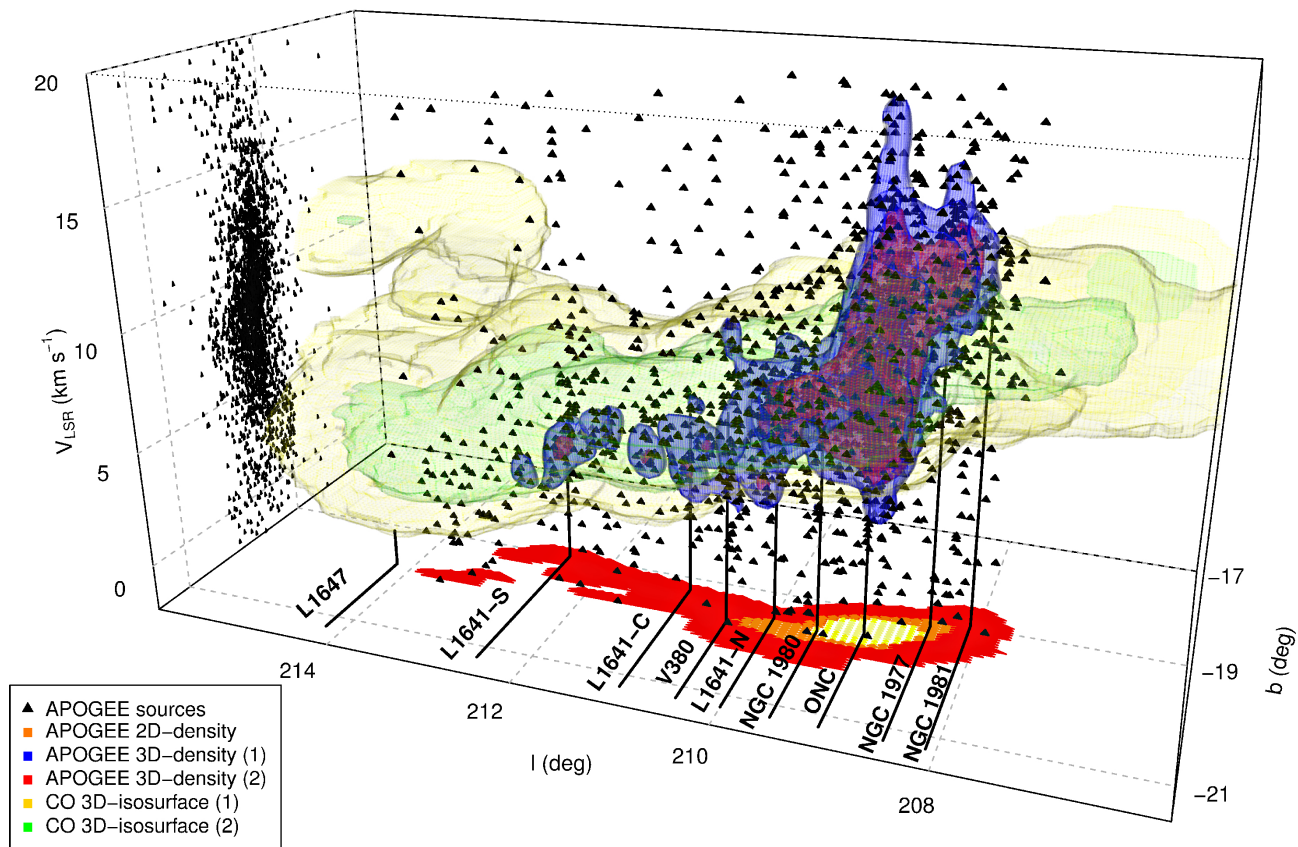 20
15
10
5
0
V_LSR (km s⁻¹)
L1647
L1641−S
L1641−C
V380
L1641−N
NGC 1980
ONC
NGC 1977
NGC 1981
214
212
210
208
l (deg)
−17
−19
−21
b (deg)
APOGEE sources
APOGEE 2D−density
APOGEE 3D−density (1)
APOGEE 3D−density (2)
CO 3D−isosurface (1)
CO 3D−isosurface (2)